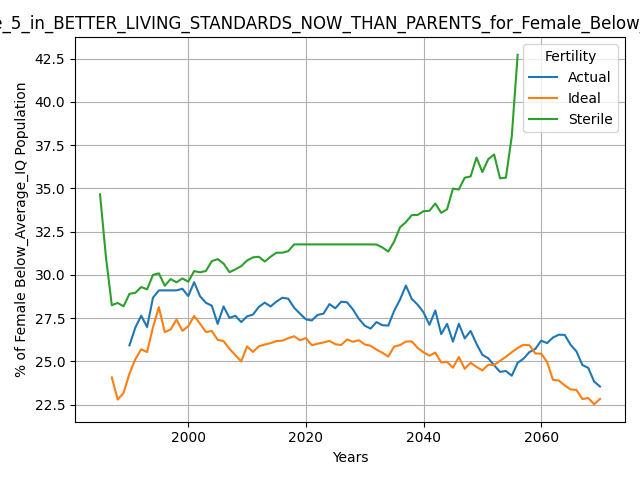 _5_in_BETTER_LIVING_STANDARDS_NOW_THAN_PARENTS_for_Female_Below_
Fertility
Actual
Ideal
Sterile
% of Female Below_Average_IQ Population
42.5
40.0
37.5
35.0
32.5
30.0
27.5
25.0
22.5
2000
2020
2040
2060
Years